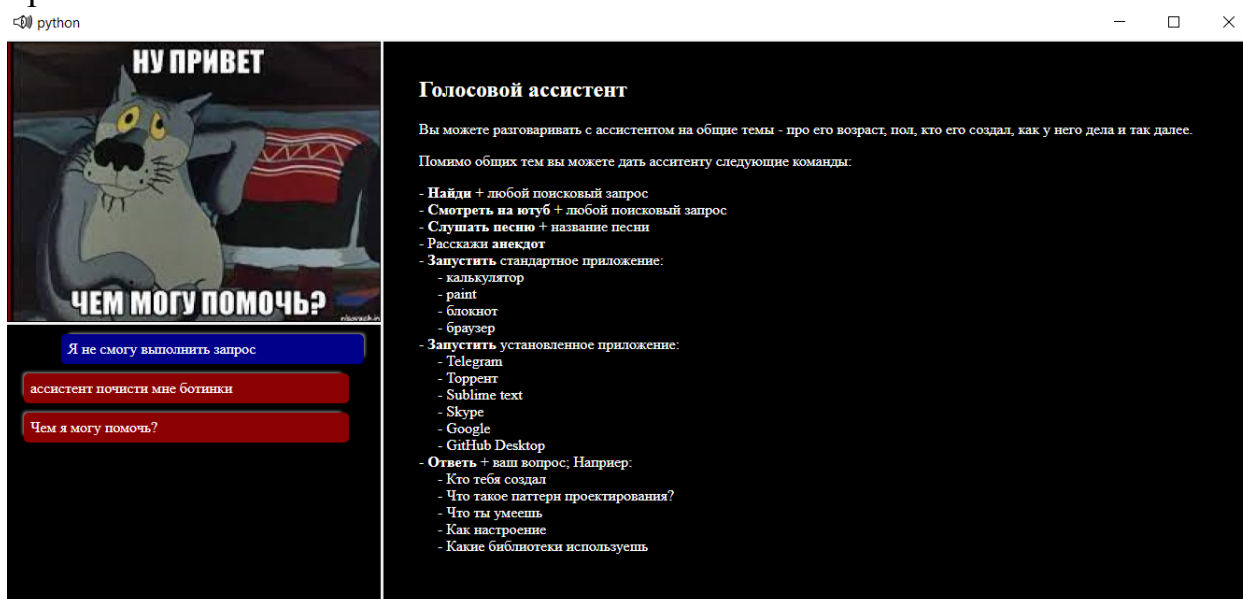 python
НУ ПРИВЕТ
ЧЕМ МОГУ ПОМОЧЬ?
Я не смогу выполнить запрос
ассистент почисти мне ботинки
Чем я могу помочь?
Голосовой ассистент
Вы можете разговаривать с ассистентом на общие темы - про его возраст, пол, кто его создал, как у него дела и так далее.
Помимо общих тем вы можете дать асситенту следующие команды:
- Найди + любой поисковый запрос
- Смотреть на ютуб + любой поисковый запрос
- Слушать песню + название песни
- Расскажи анекдот
- Запустить стандартное приложение:
- калькулятор
- paint
- блокнот
- браузер
- Запустить установленное приложение:
- Telegram
- Торрент
- Sublime text
- Skype
- Google
- GitHub Desktop
- Ответь + ваш вопрос; Наприер:
- Кто тебя создал
- Что такое паттерн проектирования?
- Что ты умеешь
- Как настроение
- Какие библиотеки используешь